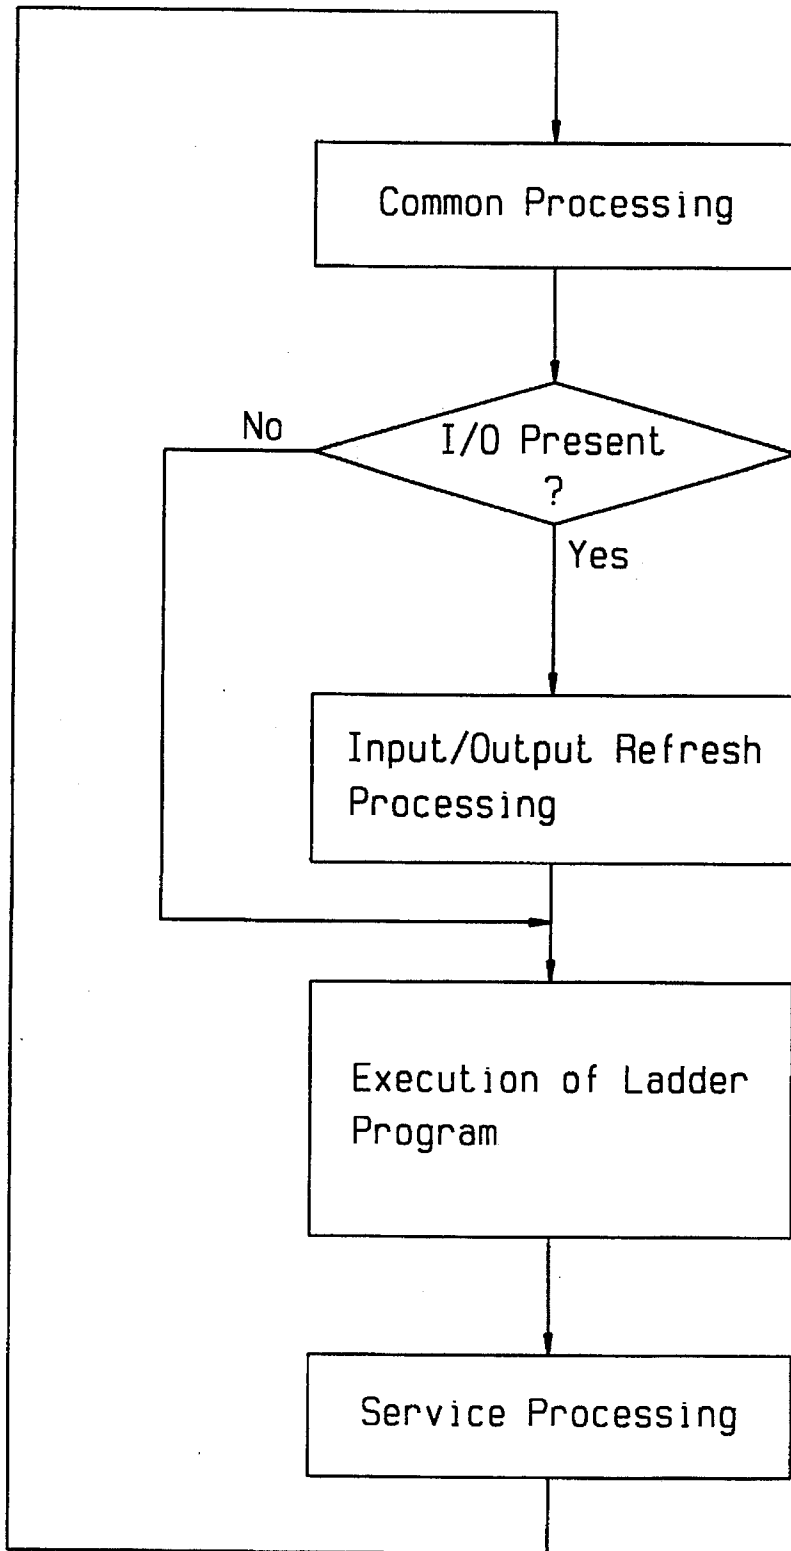 Common Processing
No
I/O Present
?
Yes
Input/Output Refresh
Processing
Execution of Ladder
Program
Service Processing